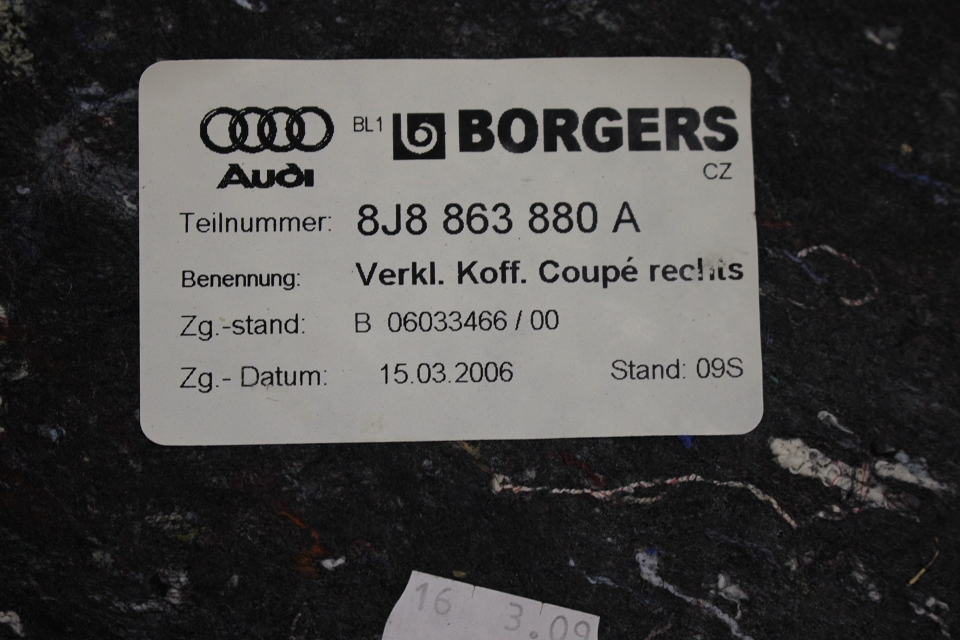 BL1 BORGERS
Audi
CZ
Teilnummer: 8J8 863 880 A
Benennung: Verkl. Koff. Coupé rechts
Zg.-stand: B 06033466 / 00
Zg.- Datum: 15.03.2006 Stand: 09S
16 3.09